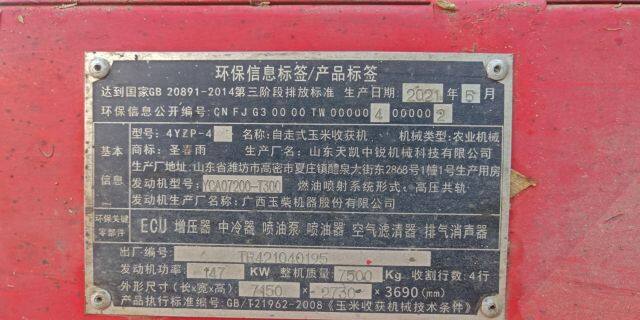 环保信息标签/产品标签
达到国家GB 20891-2014第三阶段排放标准 生产日期 2021 年 5 月
环保信息公开编号: CN FJ G3 00 00 TW 00000 4 00000 2
基本信息
型号: 4YZP-4 名称: 自走式玉米收获机 机械类型: 农业机械
商标: 圣春雨 生产厂名称: 山东天凯中锐机械科技有限公司
生产厂地址: 山东省潍坊市高密市夏庄镇醴泉大街东2868号1幢1号生产用房
发动机型号: YCA07200-T300 燃油喷射系统形式: 高压共轨
发动机生产厂名称: 广西玉柴机器股份有限公司
环保关键零部件
ECU 增压器 中冷器 喷油泵 喷油器 空气滤清器 排气消声器
出厂编号 TR421040195
发动机功率 147 KW 整机质量: 7500 Kg 收割行数: 4行
外形尺寸(长×宽×高): 7450 × 2730 × 3690(mm)
产品执行标准编号: GB/T21962-2008《玉米收获机械技术条件》